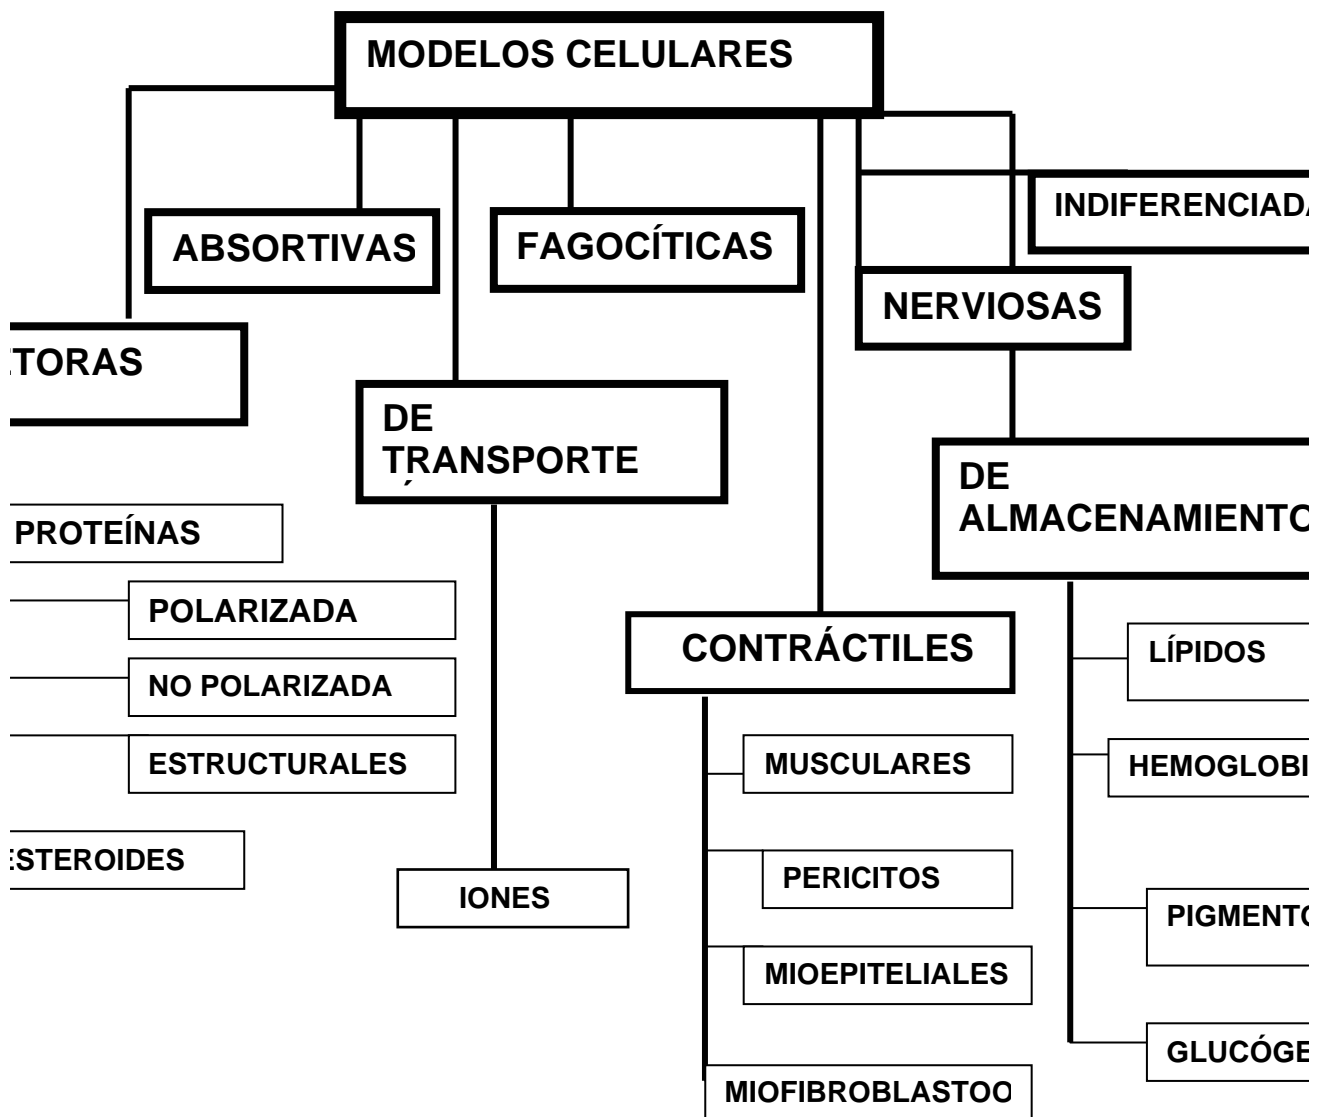 MODELOS CELULARES
INDIFERENCIADA
ABSORTIVAS
FAGOCÍTICAS
NERVIOSAS
TORAS
DE
TRANSPORTE
DE
ALMACENAMIENTO
PROTEÍNAS
POLARIZADA
CONTRÁCTILES
LÍPIDOS
NO POLARIZADA
ESTRUCTURALES
MUSCULARES
HEMOGLOBI
ESTEROIDES
PERICITOS
IONES
PIGMENTO
MIOEPITELIALES
GLUCÓGE
MIOFIBROBLASTOO